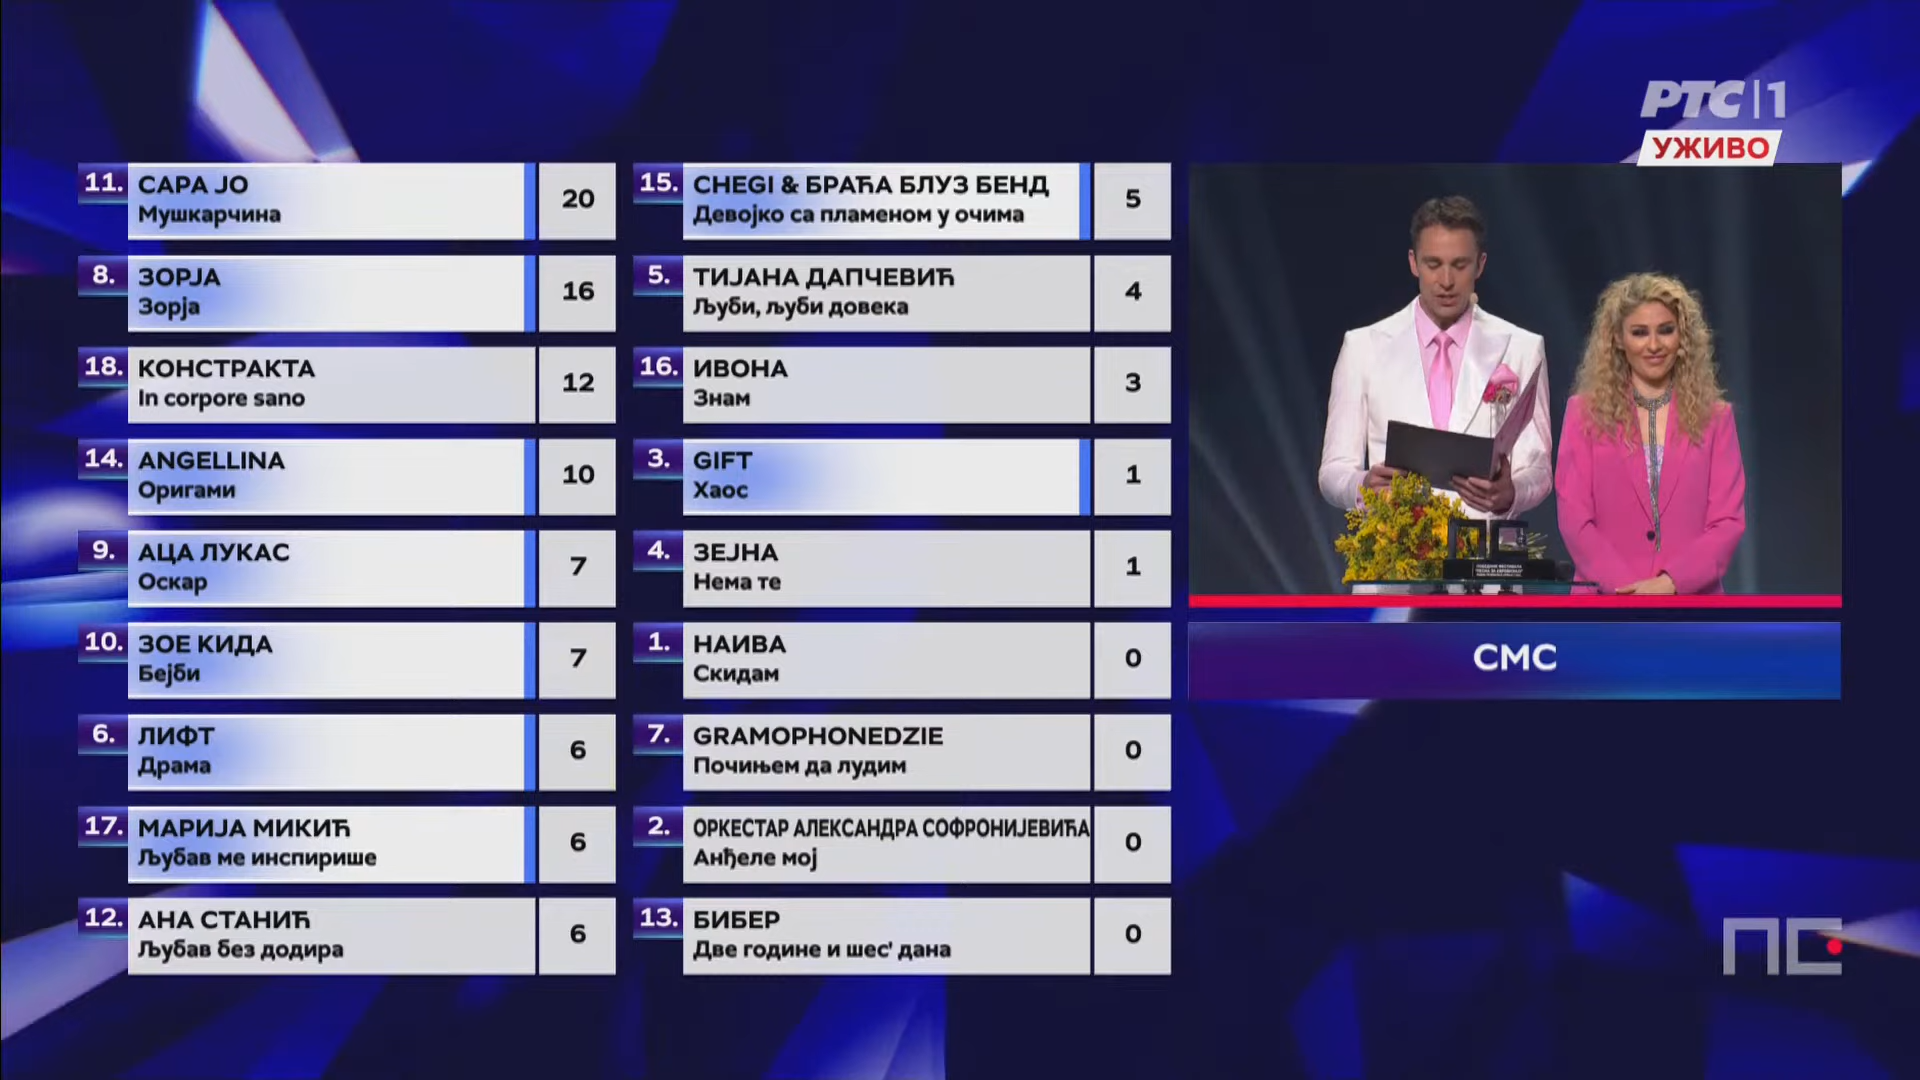 РТС|1
УЖИВО
11. САРА ЈО 20
Мушкарчина
8. ЗОРЈА 16
Зорја
18. КОНСТРАКТА 12
In corpore sano
14. ANGELLINA 10
Оригами
9. АЦА ЛУКАС 7
Оскар
10. ЗОЕ КИДА 7
Бејби
6. ЛИФТ 6
Драма
17. МАРИЈА МИКИЋ 6
Љубав ме инспирише
12. АНА СТАНИЋ 6
Љубав без додира
15. CHEGI & БРАЋА БЛУЗ БЕНД 5
Девојко са пламеном у очима
5. ТИЈАНА ДАПЧЕВИЋ 4
Љуби, љуби довека
16. ИВОНА 3
Знам
3. GIFT 1
Хаос
4. ЗЕЈНА 1
Нема те
1. НАИВА 0
Скидам
7. GRAMOPHONEDZIE 0
Почињем да лудим
2. ОРКЕСТАР АЛЕКСАНДРА СОФРОНИЈЕВИЋА 0
Анђеле мој
13. БИБЕР 0
Две године и шес' дана
СМС
ПС